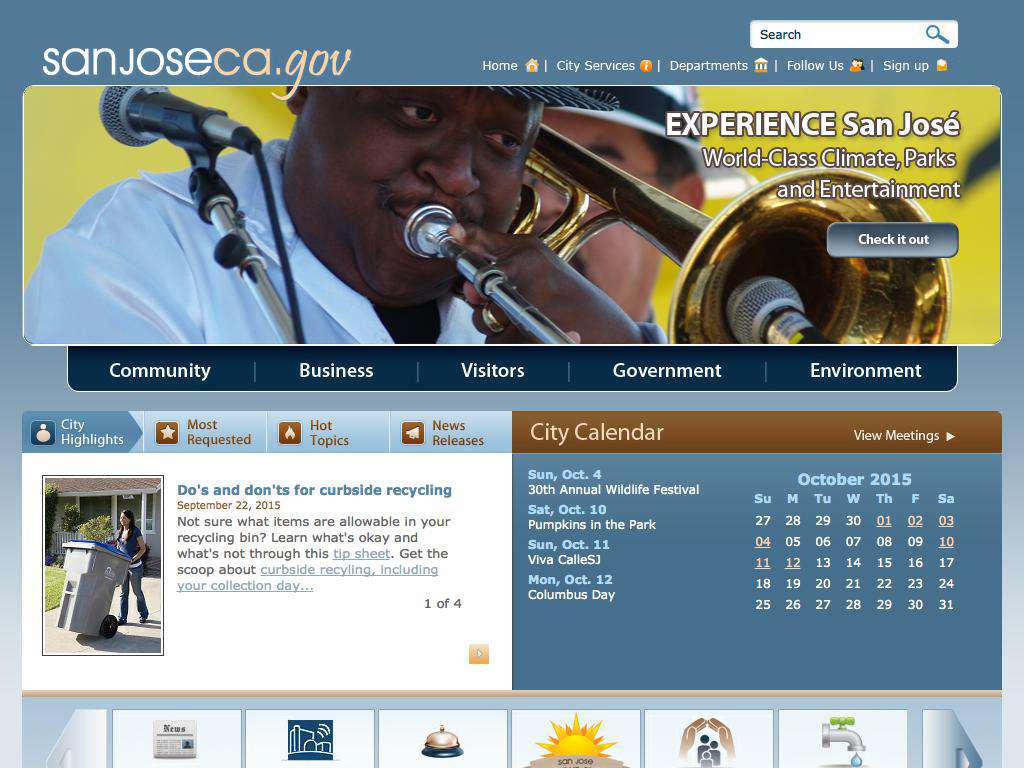 sanjoseca.gov
Search
Home | City Services | Departments | Follow Us | Sign up
EXPERIENCE San José
World-Class Climate, Parks
and Entertainment
Check it out
Community | Business | Visitors | Government | Environment
City
Highlights
Most
Requested
Hot
Topics
News
Releases
Do's and don'ts for curbside recycling
September 22, 2015
Not sure what items are allowable in your
recycling bin? Learn what's okay and
what's not through this tip sheet. Get the
scoop about curbside recyling, including
your collection day...
1 of 4
City Calendar
View Meetings
Sun, Oct. 4
30th Annual Wildlife Festival
Sat, Oct. 10
Pumpkins in the Park
Sun, Oct. 11
Viva CalleSJ
Mon, Oct. 12
Columbus Day
October 2015
Su M Tu W Th F Sa
27 28 29 30 01 02 03
04 05 06 07 08 09 10
11 12 13 14 15 16 17
18 19 20 21 22 23 24
25 26 27 28 29 30 31
News
san jose